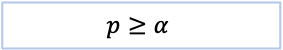 𝑝 ≥ 𝛼